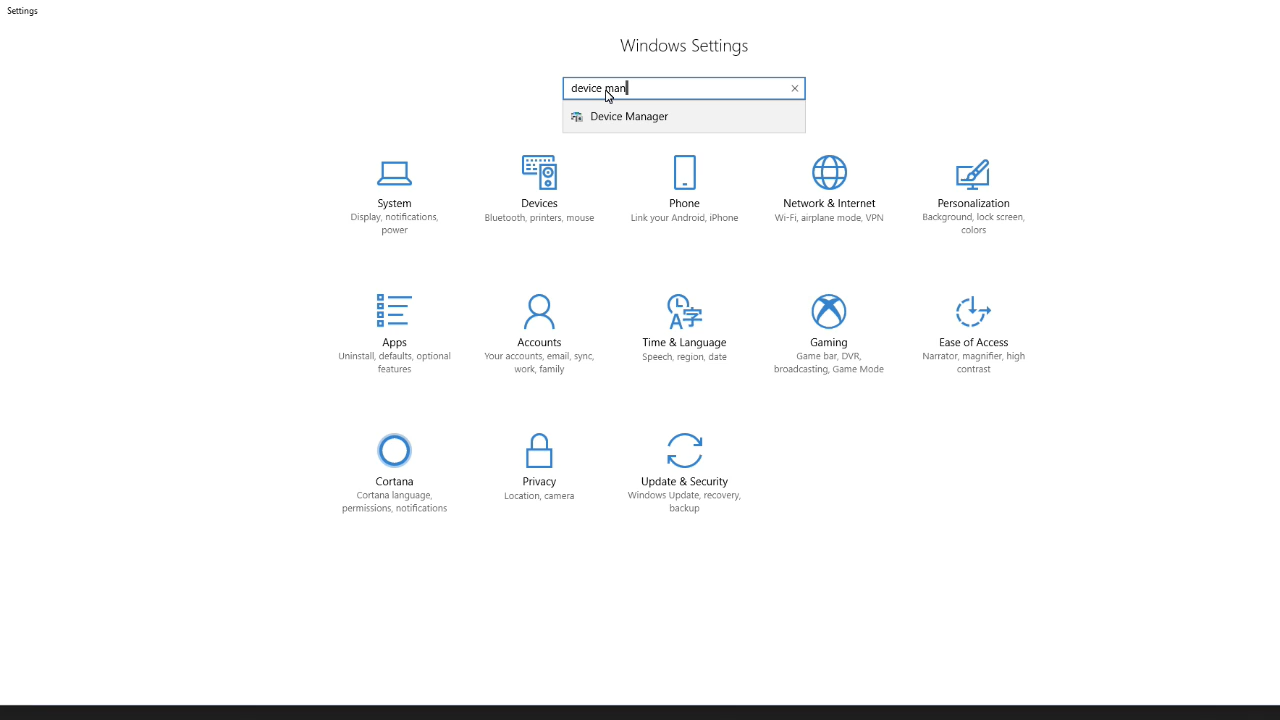 Settings
Windows Settings
device man
Device Manager
System
Display, notifications,
power
Devices
Bluetooth, printers, mouse
Phone
Link your Android, iPhone
Network & Internet
Wi-Fi, airplane mode, VPN
Personalization
Background, lock screen,
colors
Apps
Uninstall, defaults, optional
features
Accounts
Your accounts, email, sync,
work, family
Time & Language
Speech, region, date
Gaming
Game bar, DVR,
broadcasting, Game Mode
Ease of Access
Narrator, magnifier, high
contrast
Cortana
Cortana language,
permissions, notifications
Privacy
Location, camera
Update & Security
Windows Update, recovery,
backup